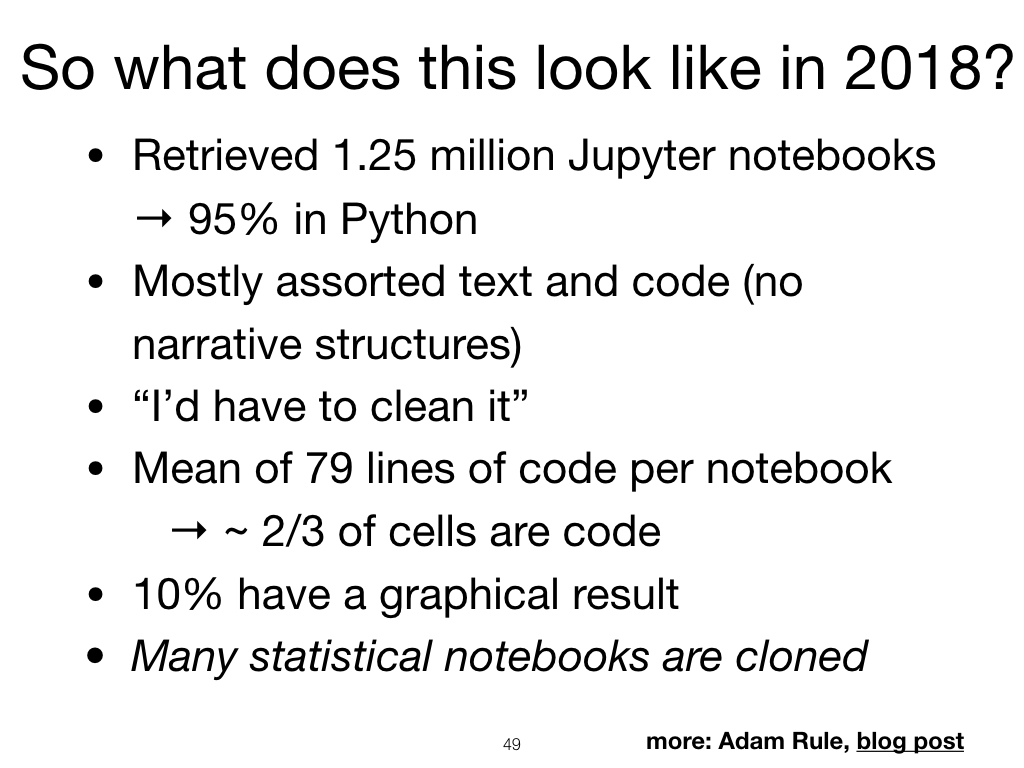 So what does this look like in 2018?
• Retrieved 1.25 million Jupyter notebooks
→ 95% in Python
• Mostly assorted text and code (no
narrative structures)
• “I’d have to clean it”
• Mean of 79 lines of code per notebook
→ ~ 2/3 of cells are code
• 10% have a graphical result
• Many statistical notebooks are cloned
49
more: Adam Rule, blog post